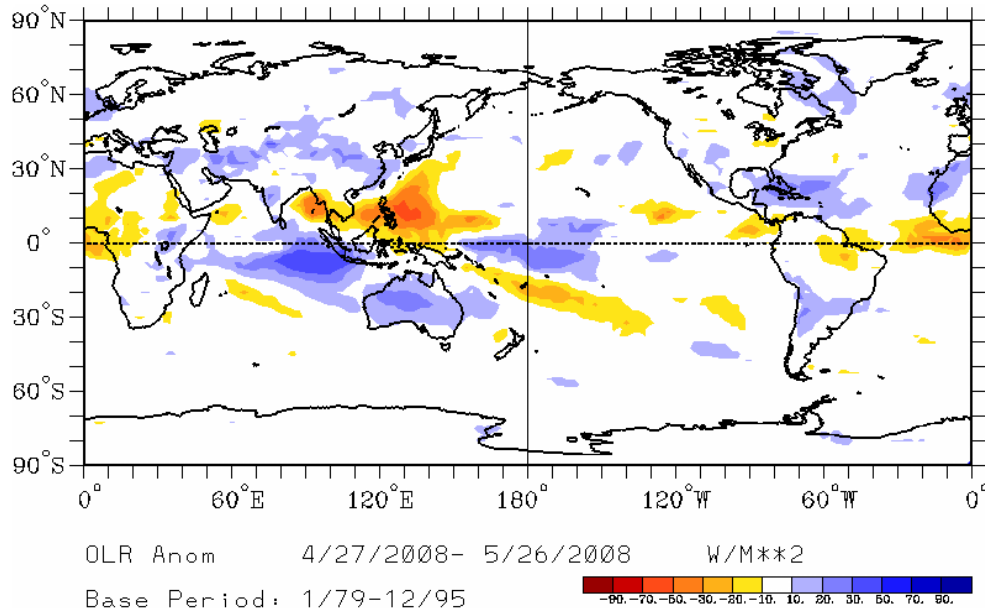 90°N
60°N
30°N
0°
30°S
60°S
90°S
0° 60°E 120°E 180° 120°W 60°W 0°
OLR Anom 4/27/2008- 5/26/2008 W/M**2
Base Period: 1/79-12/95
-90.-70.-50.-30.-20.-10. 10. 20. 30. 50. 70. 90.